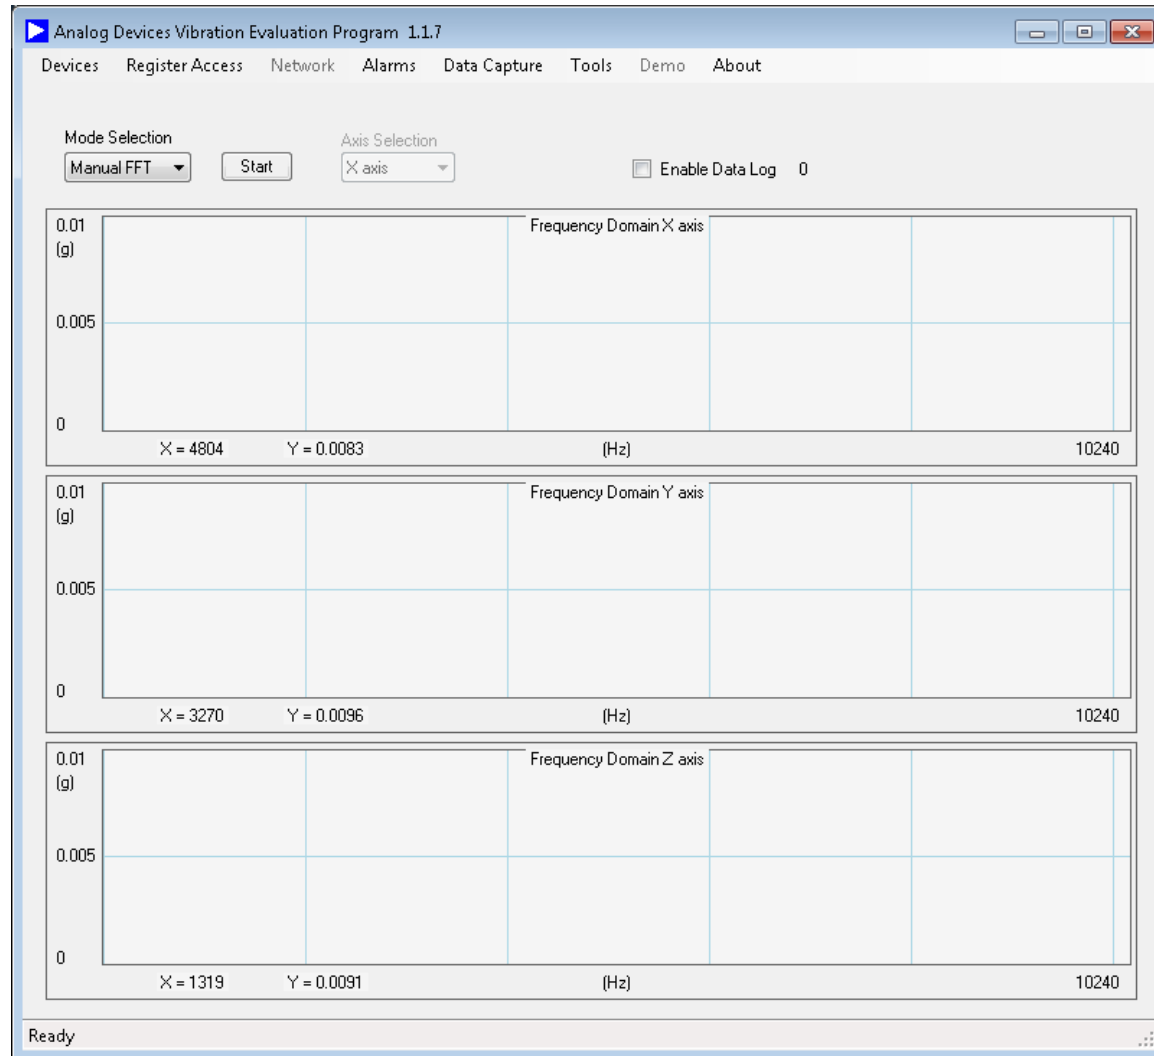 Analog Devices Vibration Evaluation Program 1.1.7
Devices Register Access Network Alarms Data Capture Tools Demo About
Mode Selection Axis Selection
Manual FFT Start X axis Enable Data Log 0
0.01 Frequency Domain X axis
(g)
0.005
0
X = 4804 Y = 0.0083 (Hz) 10240
0.01 Frequency Domain Y axis
(g)
0.005
0
X = 3270 Y = 0.0096 (Hz) 10240
0.01 Frequency Domain Z axis
(g)
0.005
0
X = 1319 Y = 0.0091 (Hz) 10240
Ready